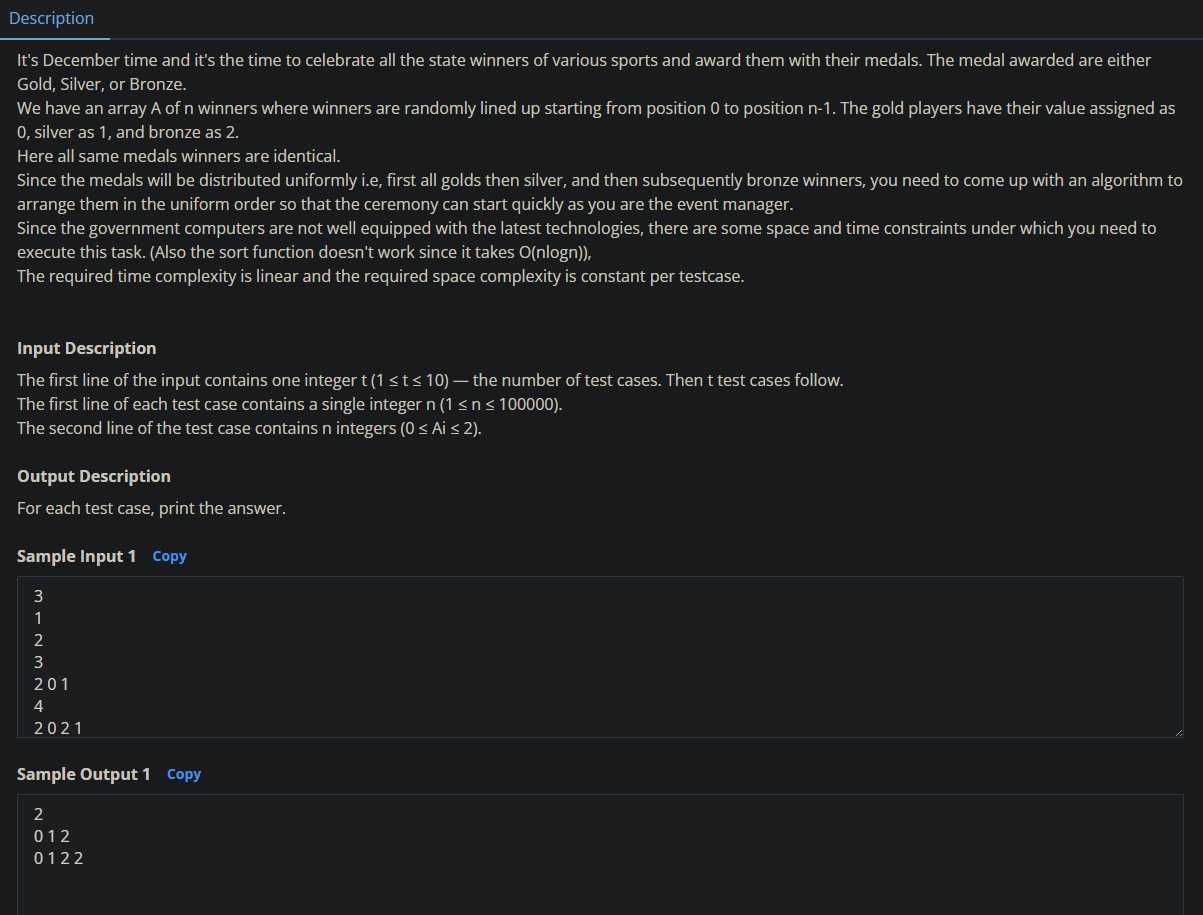 Description
It's December time and it's the time to celebrate all the state winners of various sports and award them with their medals. The medal awarded are either
Gold, Silver, or Bronze.
We have an array A of n winners where winners are randomly lined up starting from position 0 to position n-1. The gold players have their value assigned as
0, silver as 1, and bronze as 2.
Here all same medals winners are identical.
Since the medals will be distributed uniformly i.e, first all golds then silver, and then subsequently bronze winners, you need to come up with an algorithm to
arrange them in the uniform order so that the ceremony can start quickly as you are the event manager.
Since the government computers are not well equipped with the latest technologies, there are some space and time constraints under which you need to
execute this task. (Also the sort function doesn't work since it takes O(nlogn)),
The required time complexity is linear and the required space complexity is constant per testcase.
Input Description
The first line of the input contains one integer t (1 ≤ t ≤ 10) — the number of test cases. Then t test cases follow.
The first line of each test case contains a single integer n (1 ≤ n ≤ 100000).
The second line of the test case contains n integers (0 ≤ Ai ≤ 2).
Output Description
For each test case, print the answer.
Sample Input 1 Copy
3
1
2
3
2 0 1
4
2 0 2 1
Sample Output 1 Copy
2
0 1 2
0 1 2 2